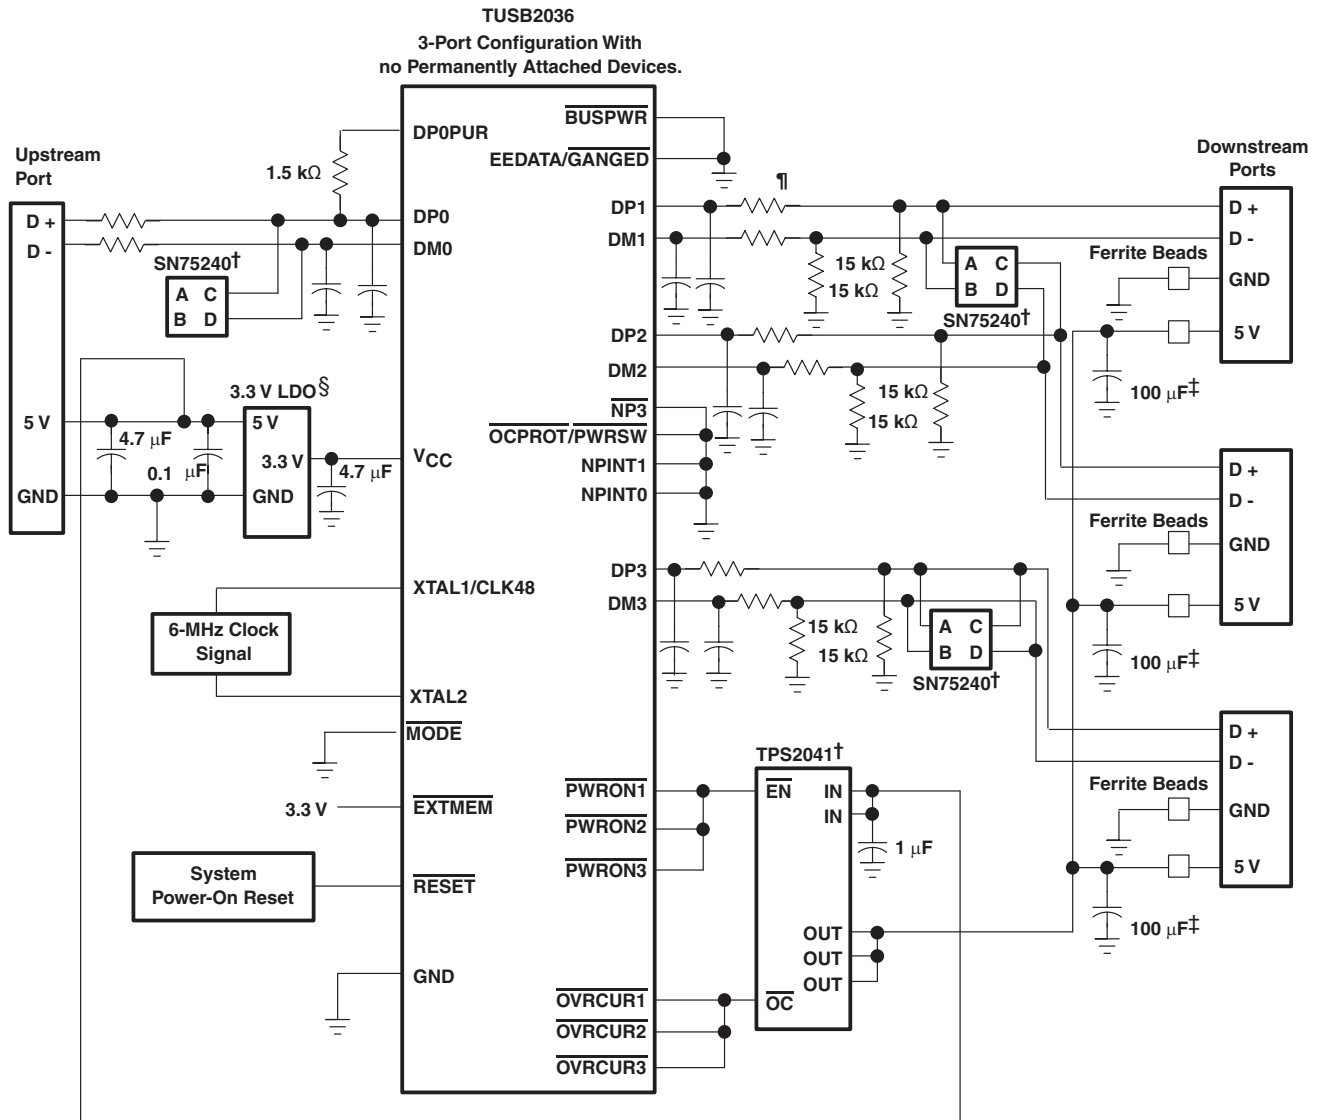 TUSB2036
3-Port Configuration With
no Permanently Attached Devices.
BUSPWR
EEDATA/GANGED
DP0PUR
1.5 kΩ
Upstream
Port
D +
D -
DP0
DM0
SN75240†
A C
B D
5 V
GND
4.7 μF
0.1 μF
3.3 V LDO§
5 V
3.3 V
GND
4.7 μF
VCC
XTAL1/CLK48
6-MHz Clock
Signal
XTAL2
MODE
3.3 V
EXTMEM
System
Power-On Reset
RESET
GND
¶
DP1
DM1
15 kΩ
15 kΩ
A C
B D
SN75240†
DP2
DM2
15 kΩ
15 kΩ
NP3
OCPROT/PWRSW
NPINT1
NPINT0
DP3
DM3
15 kΩ
15 kΩ
A C
B D
SN75240†
PWRON1
PWRON2
PWRON3
OVRCUR1
OVRCUR2
OVRCUR3
TPS2041†
EN
IN
IN
1 μF
OUT
OUT
OUT
OC
Downstream
Ports
D +
D -
Ferrite Beads
GND
5 V
100 μF‡
D +
D -
Ferrite Beads
GND
5 V
100 μF‡
D +
D -
Ferrite Beads
GND
5 V
100 μF‡